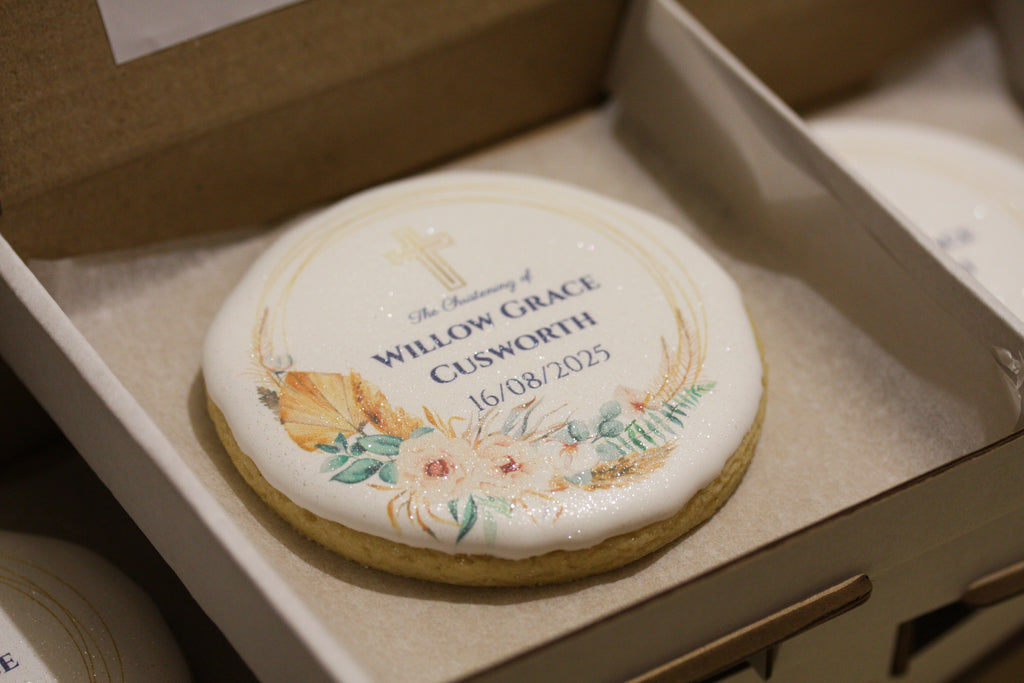 The Christening of
WILLOW GRACE
CUSWORTH
16/08/2025